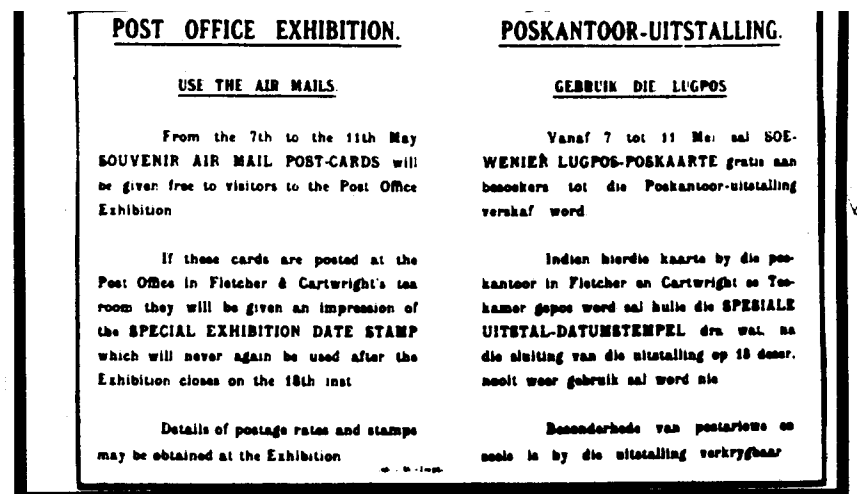 POST OFFICE EXHIBITION.
USE THE AIR MAILS.
From the 7th to the 11th May
SOUVENIR AIR MAIL POST-CARDS will
be given free to visitors to the Post Office
Exhibition
If these cards are posted at the
Post Office in Fletcher & Cartwright's tea
room they will be given an impression of
the SPECIAL EXHIBITION DATE STAMP
which will never again be used after the
Exhibition closes on the 18th inst
Details of postage rates and stamps
may be obtained at the Exhibition
POSKANTOOR-UITSTALLING.
GEBRUIK DIE LUGPOS
Vanaf 7 tot 11 Mei sal SOE-
WENIER LUGPOS-POSKAARTE gratis aan
besoekers tot die Poskantoor-uitstalling
verskaf word
Indien hierdie kaarte by die pos-
kantoor in Fletcher en Cartwright se Tee-
kamer gepos word sal hulle die SPESIALE
UITSTAL-DATUMSTEMPEL dra wat, na
die sluiting van die uitstalling op 18 deser,
nooit weer gebruik sal word nie
Besonderhede van postariewe en
seels is by die uitstalling verkrygbaar